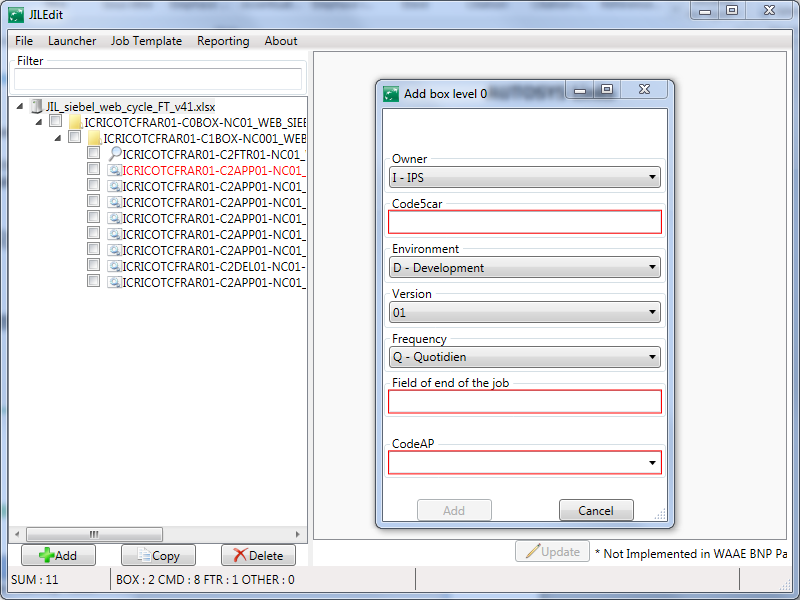 JILEdit
File Launcher Job Template Reporting About
Filter
JIL_siebel_web_cycle_FT_v41.xlsx
ICRICOTCFRAR01-C0BOX-NC01_WEB_SIEB
ICRICOTCFRAR01-C1BOX-NC001_WEB
ICRICOTCFRAR01-C2FTR01-NC01_
ICRICOTCFRAR01-C2APP01-NC01_
ICRICOTCFRAR01-C2APP01-NC01_
ICRICOTCFRAR01-C2APP01-NC01_
ICRICOTCFRAR01-C2APP01-NC01_
ICRICOTCFRAR01-C2APP01-NC01_
ICRICOTCFRAR01-C2APP01-NC01_
ICRICOTCFRAR01-C2DEL01-NC01-
ICRICOTCFRAR01-C2APP01-NC01_
Add Copy Delete
Add box level 0
Owner
I - IPS
Code5car
Environment
D - Development
Version
01
Frequency
Q - Quotidien
Field of end of the job
CodeAP
Add Cancel
Update * Not Implemented in WAAE BNP Pa
SUM : 11 BOX : 2 CMD : 8 FTR : 1 OTHER : 0